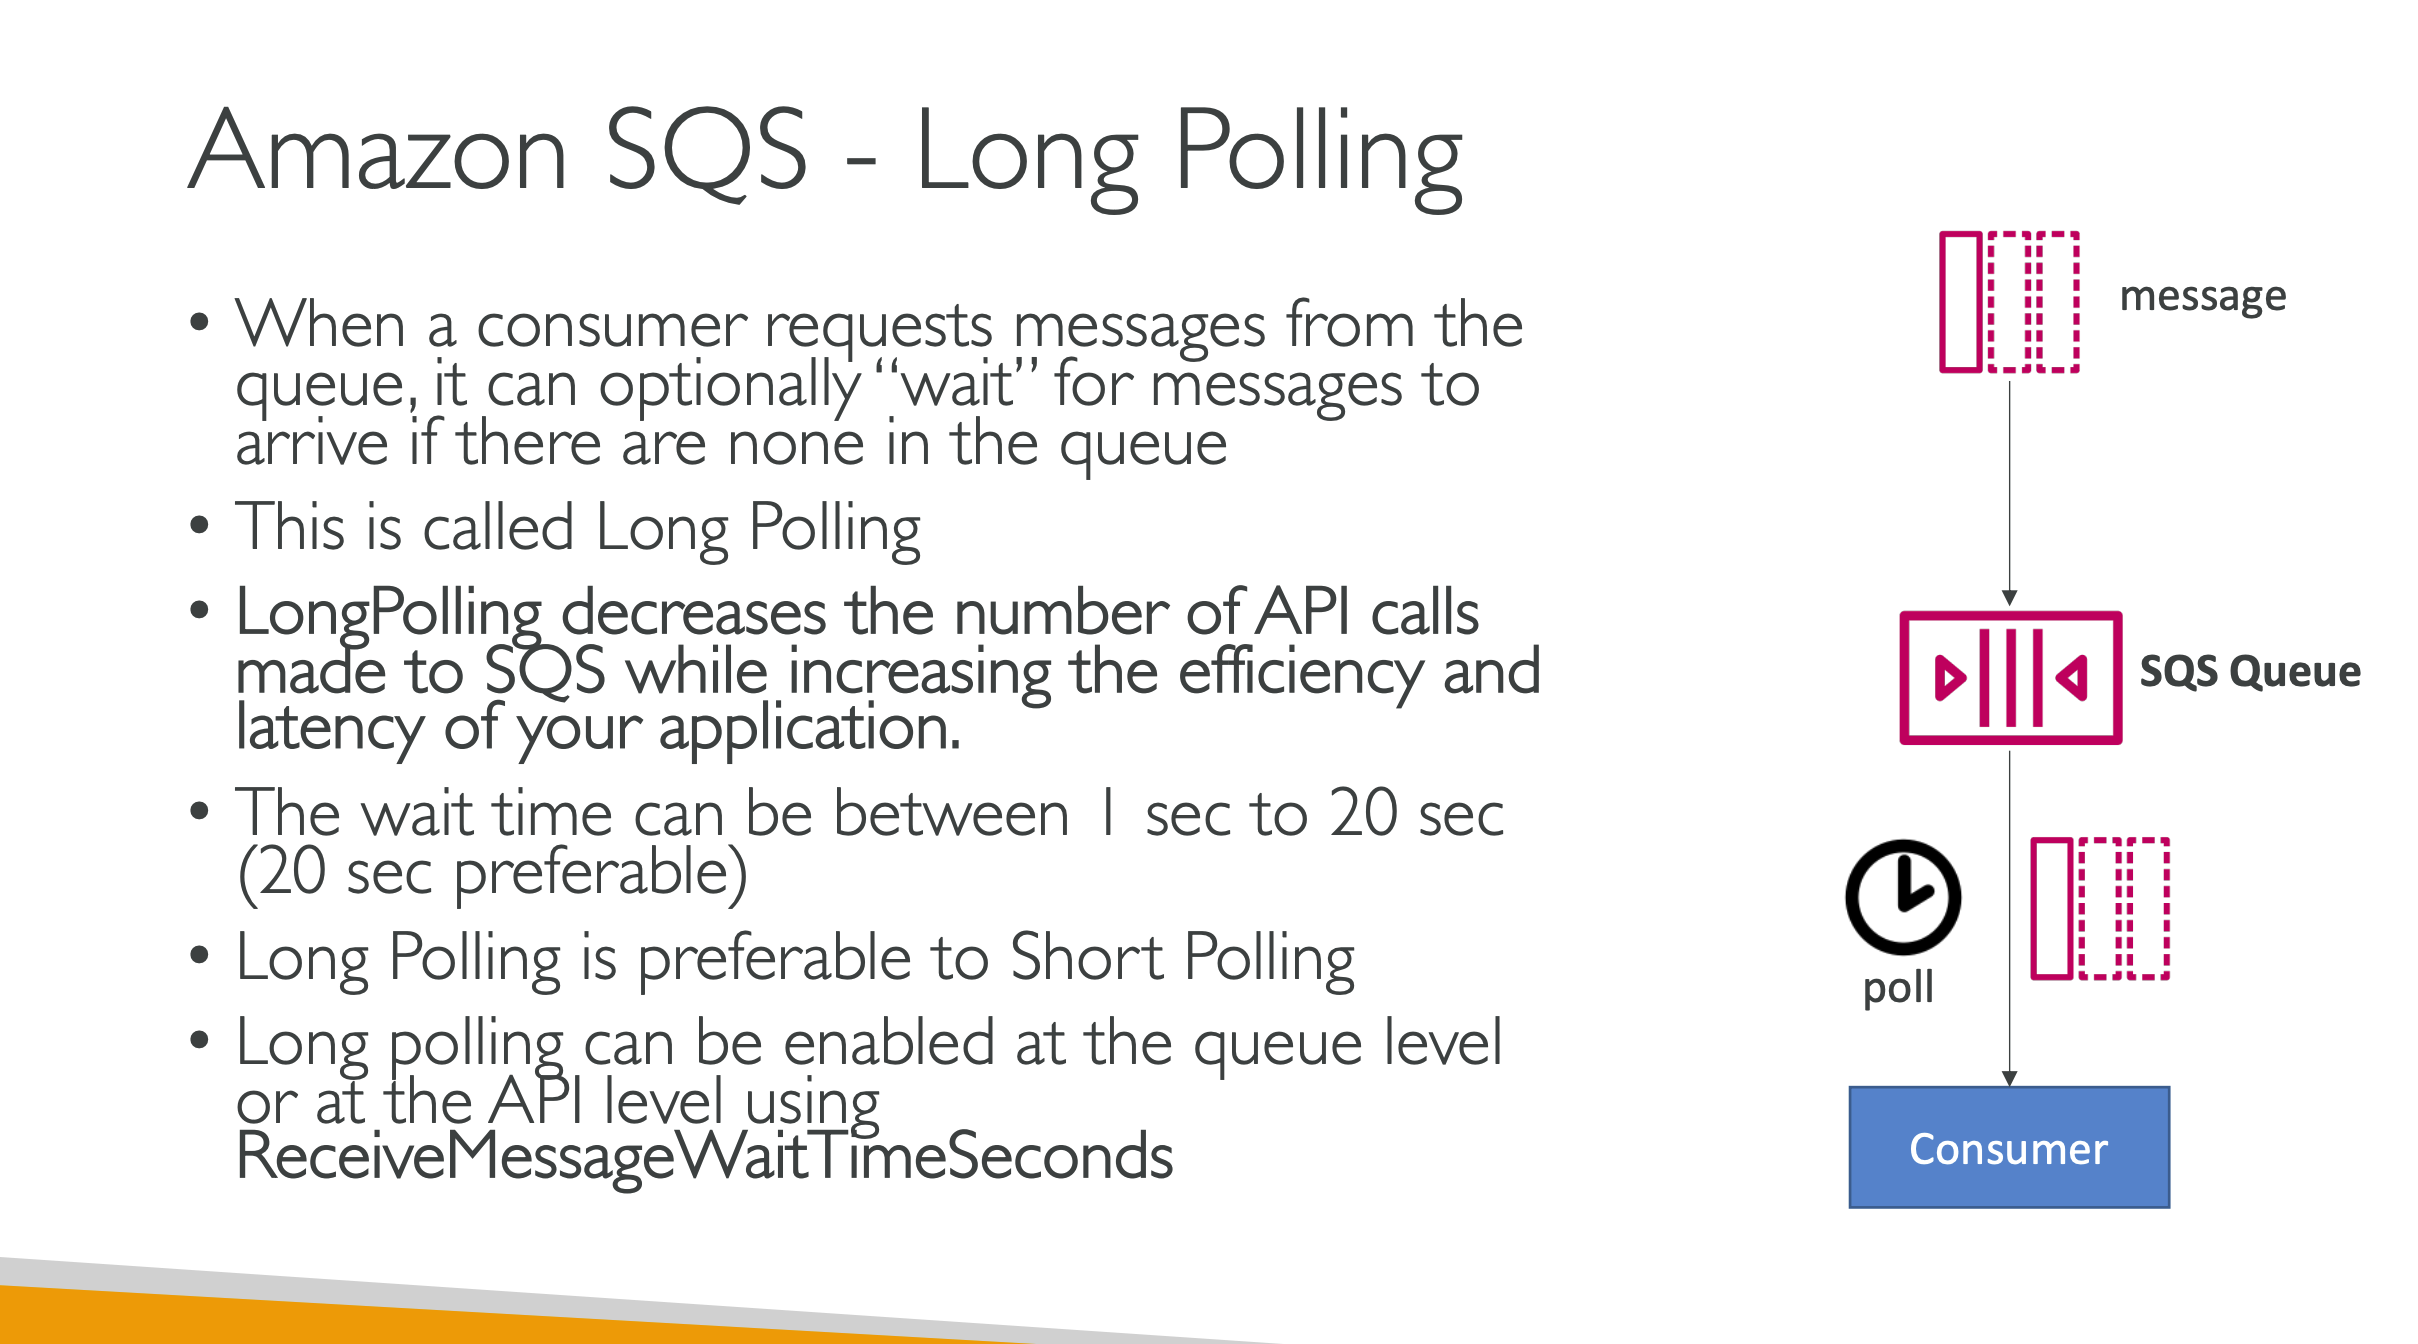 Amazon SQS - Long Polling
• When a consumer requests messages from the
queue, it can optionally “wait” for messages to
arrive if there are none in the queue
• This is called Long Polling
• LongPolling decreases the number of API calls
made to SQS while increasing the efficiency and
latency of your application.
• The wait time can be between 1 sec to 20 sec
(20 sec preferable)
• Long Polling is preferable to Short Polling
• Long polling can be enabled at the queue level
or at the API level using
ReceiveMessageWaitTimeSeconds
message
SQS Queue
poll
Consumer